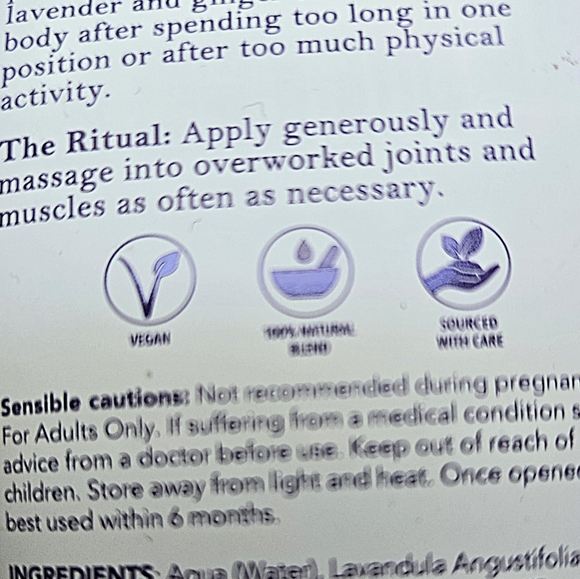 lavender and ging
body after spending too long in one
position or after too much physical
activity.
The Ritual: Apply generously and
massage into overworked joints and
muscles as often as necessary.
VEGAN
100% NATURAL
BLEND
SOURCED
WITH CARE
Sensible cautions: Not recommended during pregnan
For Adults Only. If suffering from a medical condition s
advice from a doctor before use. Keep out of reach of
children. Store away from light and heat. Once opene
best used within 6 months.
INGREDIENTS: Aqua (Water), Lavandula Angustifolia